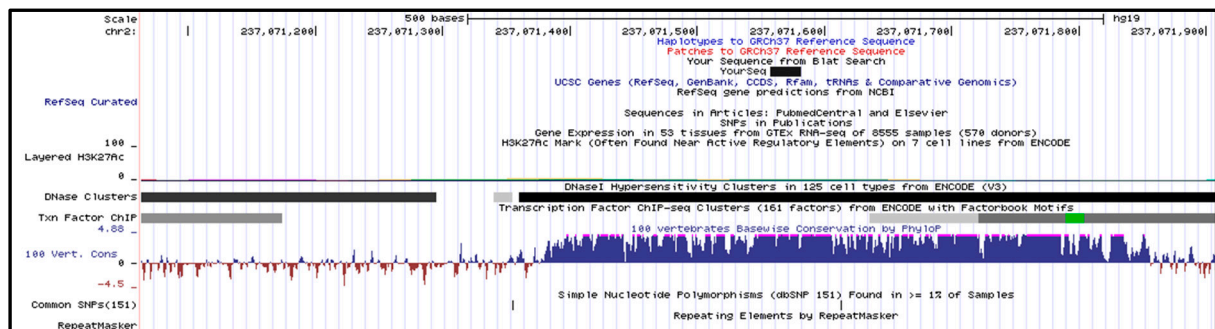 Scale 500 bases hg19
chr2: 237,071,200 237,071,300 237,071,400 237,071,500 237,071,600 237,071,700 237,071,800 237,071,900
Haplotypes to GRCh37 Reference Sequence
Patches to GRCh37 Reference Sequence
Your Sequence from Blat Search
YourSeq
UCSC Genes (RefSeq, GenBank, CCDS, Rfam, tRNAs & Comparative Genomics)
RefSeq gene predictions from NCBI
RefSeq Curated
Sequences in Articles: PubmedCentral and Elsevier
SNPs in Publications
Gene Expression in 53 tissues from GTEx RNA-seq of 8555 samples (570 donors)
H3K27Ac Mark (Often Found Near Active Regulatory Elements) on 7 cell lines from ENCODE
100 _
Layered H3K27Ac
0 _
DNaseI Hypersensitivity Clusters in 125 cell types from ENCODE (V3)
DNase Clusters
Transcription Factor ChIP-seq Clusters (161 factors) from ENCODE with Factorbook Motifs
Txn Factor ChIP
4.88 _ 100 vertebrates Basewise Conservation by PhyloP
100 Vert. Cons
0 -
-4.5 _
Simple Nucleotide Polymorphisms (dbSNP 151) Found in >= 1% of Samples
Common SNPs(151)
Repeating Elements by RepeatMasker
RepeatMasker